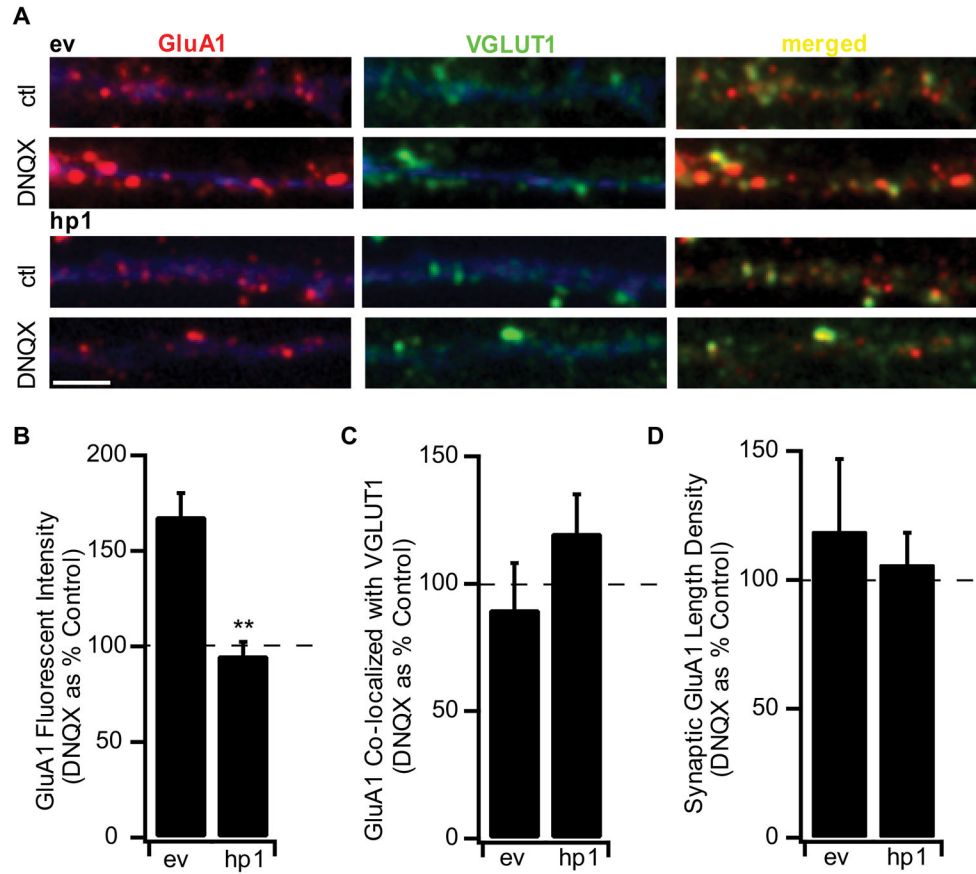 A
ev GluA1 VGLUT1 merged
ctl
DNQX
hp1
ctl
DNQX
B
GluA1 Fluorescent Intensity
(DNQX as % Control)
200
150
100
50
0
**
ev hp1
C
GluA1 Co-localized with VGLUT1
(DNQX as % Control)
150
100
50
0
ev hp1
D
Synaptic GluA1 Length Density
(DNQX as % Control)
150
100
50
0
ev hp1